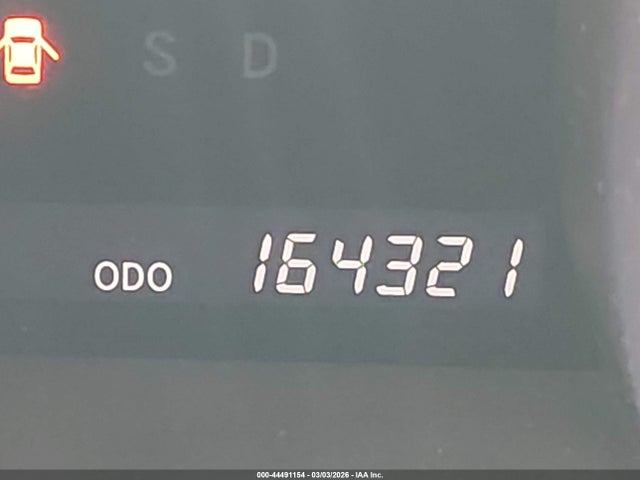 S D
ODO 164321
000-44491154 - 03/03/2026 - IAA Inc.